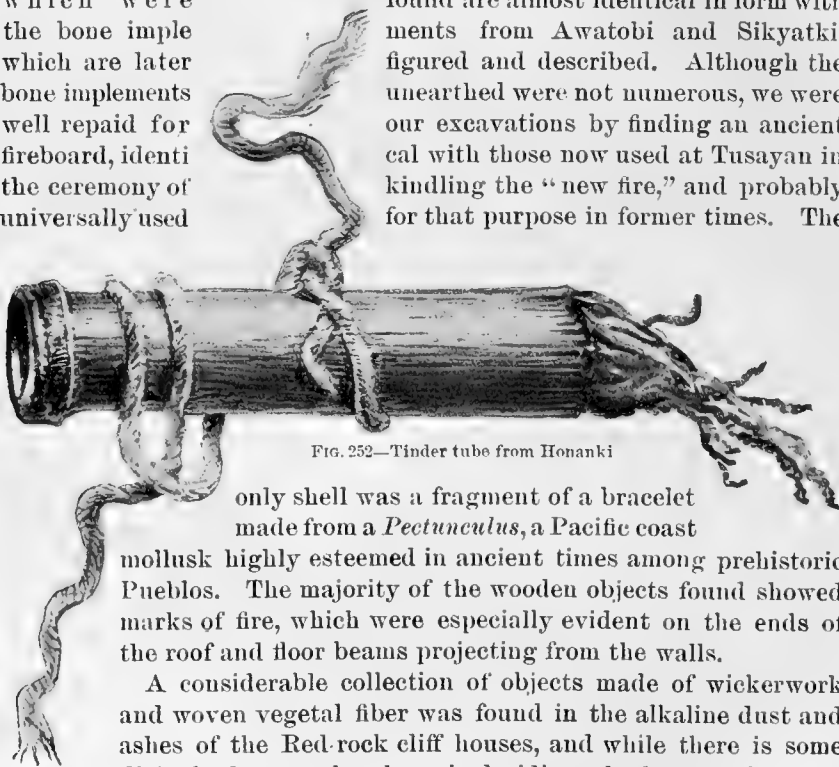 which were found are almost identical in form with
the bone imple ments from Awatobi and Sikyatki
which are later figured and described. Although the
bone implements unearthed were not numerous, we were
well repaid for our excavations by finding an ancient
fireboard, identi cal with those now used at Tusayan in
the ceremony of kindling the “new fire,” and probably
universally used for that purpose in former times. The
FIG. 252—Tinder tube from Honanki
only shell was a fragment of a bracelet
made from a Pectunculus, a Pacific coast
mollusk highly esteemed in ancient times among prehistoric
Pueblos. The majority of the wooden objects found showed
marks of fire, which were especially evident on the ends of
the roof and floor beams projecting from the walls.
A considerable collection of objects made of wickerwork
and woven vegetal fiber was found in the alkaline dust and
ashes of the Red-rock cliff houses, and while there is some